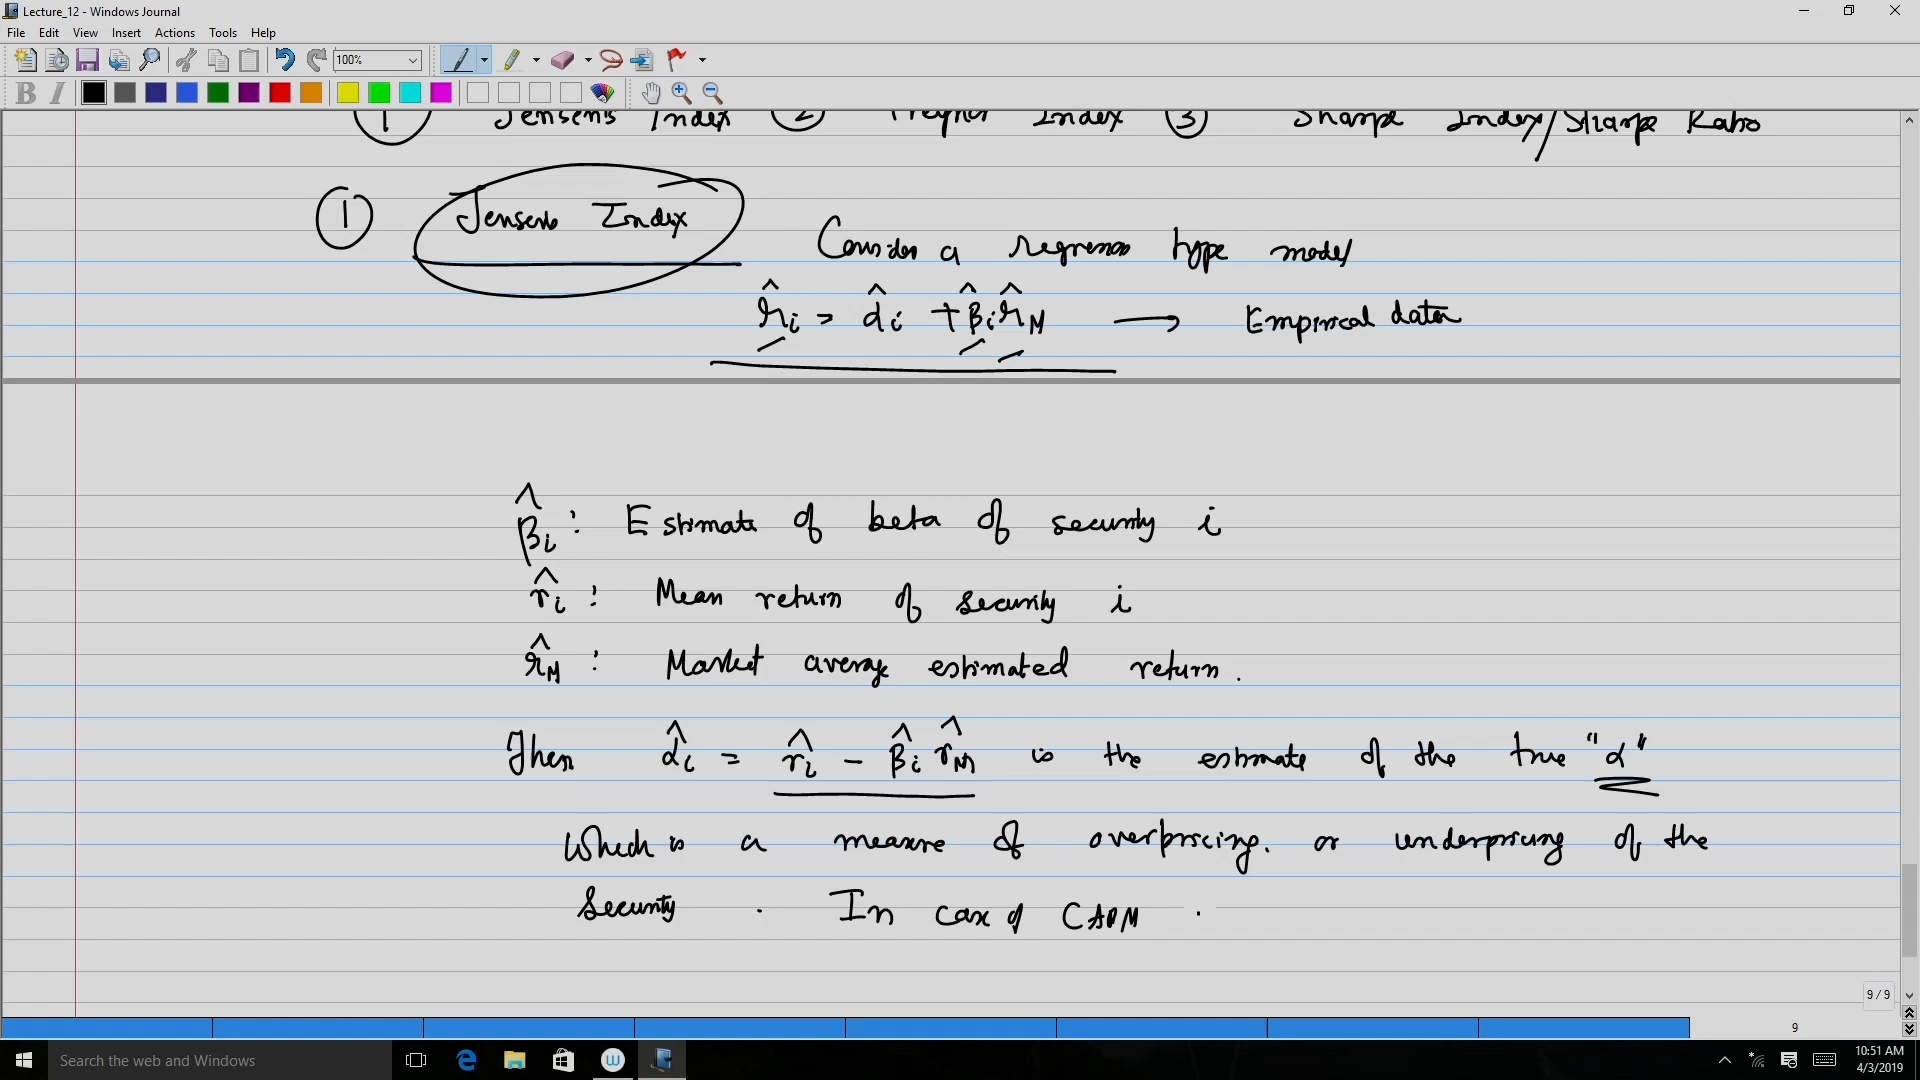 Lecture_12 - Windows Journal
File Edit View Insert Actions Tools Help
100%
B I
1 Jensen's Index 2 Treynor Index 3 Sharpe Index/Sharpe Ratio
1 Jensen's Index Consider a regression type model
r̂i = α̂i + β̂i r̂M → Empirical data
β̂i : Estimate of beta of security i
r̂i : Mean return of security i
r̂M : Market average estimated return.
Then α̂i = r̂i - β̂i r̂M is the estimate of the true "α"
Which is a measure of overpricing. or underpricing of the
Security . In case of CAPM .
9 / 9
9
Search the web and Windows
10:51 AM
4/3/2019